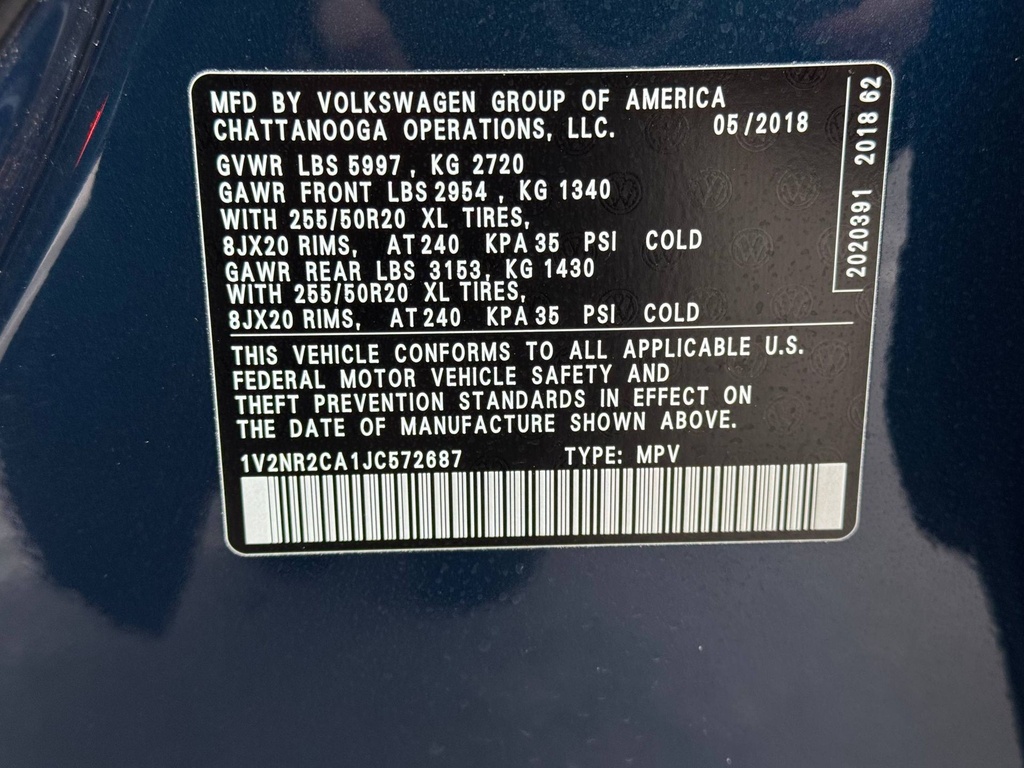 MFD BY VOLKSWAGEN GROUP OF AMERICA
CHATTANOOGA OPERATIONS, LLC. 05/2018
GVWR LBS 5997, KG 2720
GAWR FRONT LBS 2954, KG 1340
WITH 255/50R20 XL TIRES,
8JX20 RIMS, AT 240 KPA 35 PSI COLD
GAWR REAR LBS 3153, KG 1430
WITH 255/50R20 XL TIRES,
8JX20 RIMS, AT 240 KPA 35 PSI COLD
THIS VEHICLE CONFORMS TO ALL APPLICABLE U.S.
FEDERAL MOTOR VEHICLE SAFETY AND
THEFT PREVENTION STANDARDS IN EFFECT ON
THE DATE OF MANUFACTURE SHOWN ABOVE.
1V2NR2CA1JC572687 TYPE: MPV
2020391 2018 62